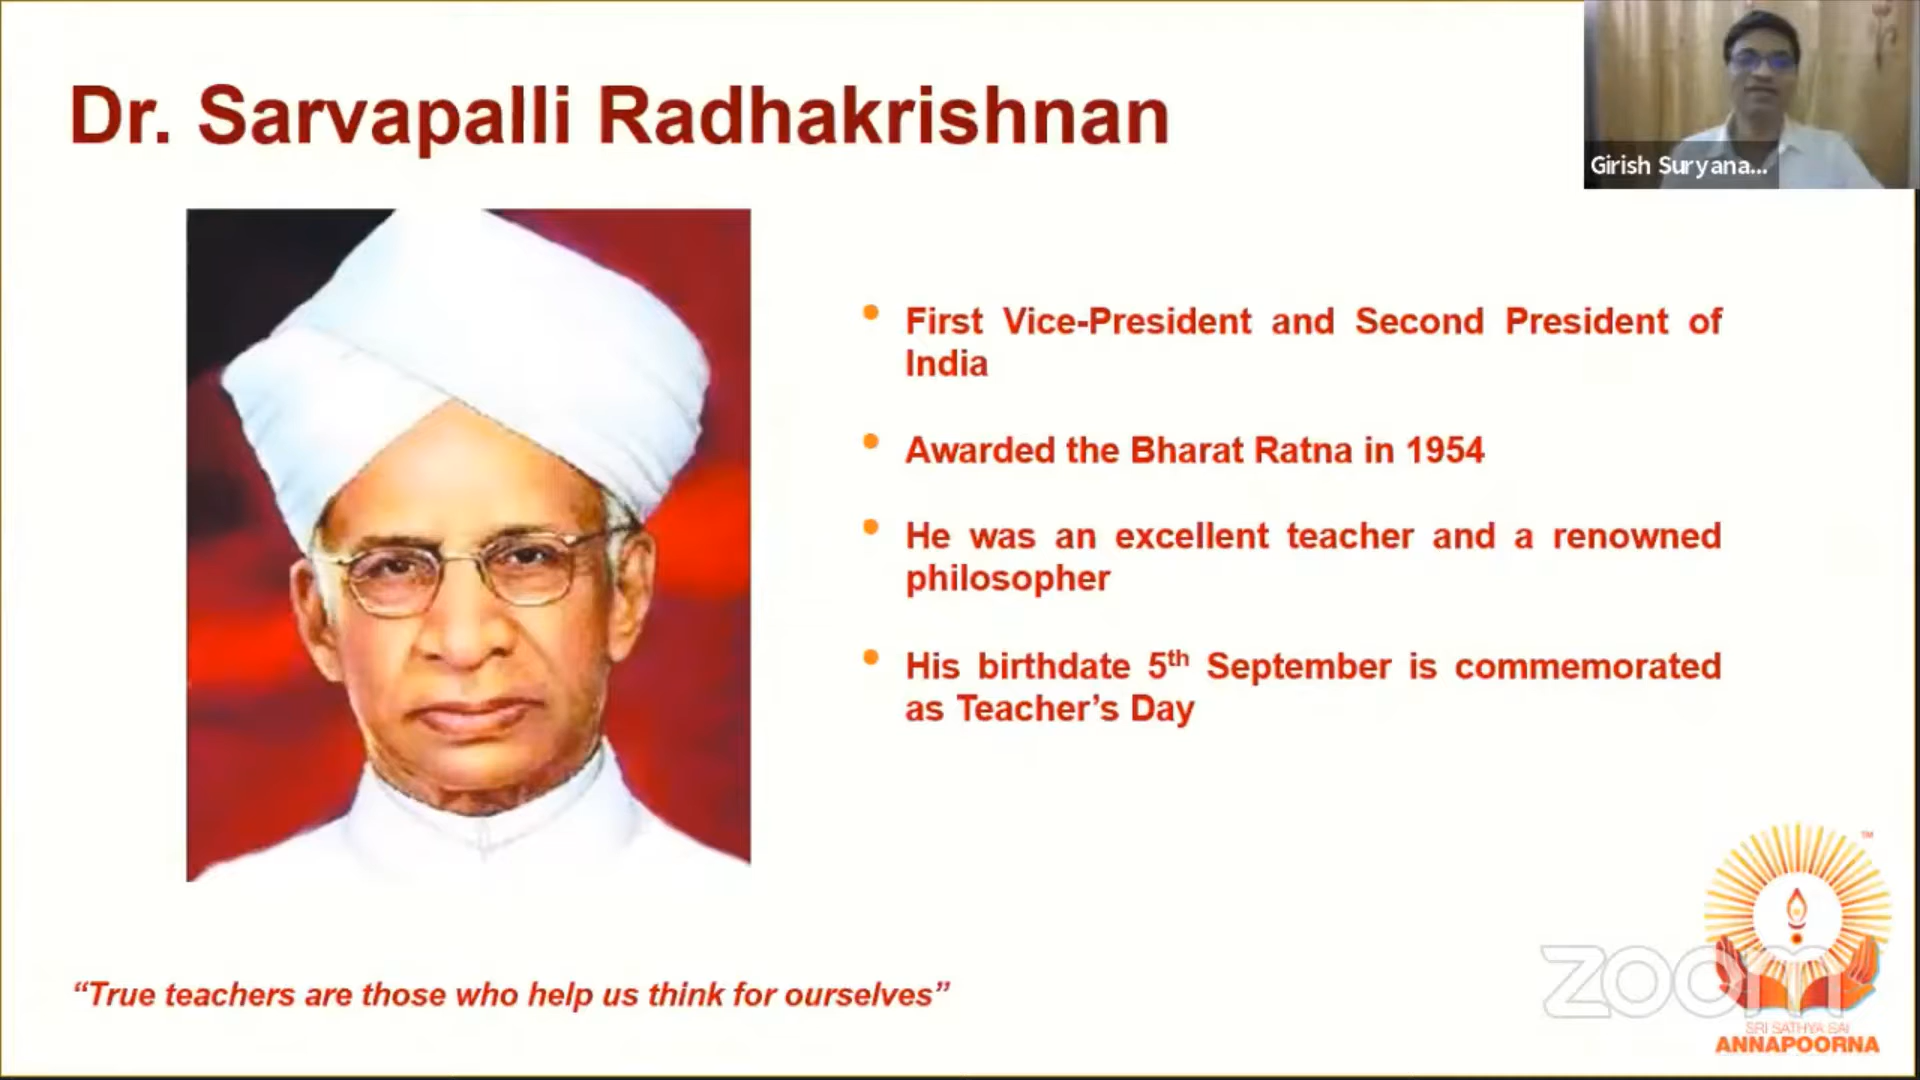 Dr. Sarvapalli Radhakrishnan
Girish Suryana...
• First Vice-President and Second President of
India
• Awarded the Bharat Ratna in 1954
• He was an excellent teacher and a renowned
philosopher
• His birthdate 5th September is commemorated
as Teacher’s Day
“True teachers are those who help us think for ourselves”
zoom
TM
SRI SATHYA SAI
ANNAPOORNA